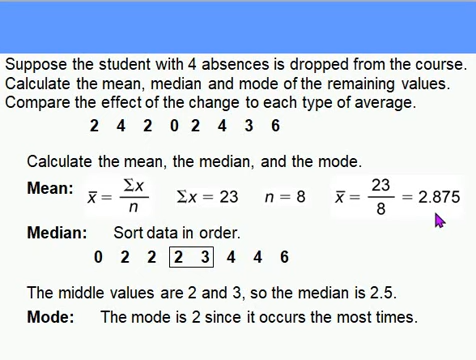 Suppose the student with 4 absences is dropped from the course.
Calculate the mean, median and mode of the remaining values.
Compare the effect of the change to each type of average.
2 4 2 0 2 4 3 6
Calculate the mean, the median, and the mode.
Mean: x̄ = Σx/n Σx = 23 n = 8 x̄ = 23/8 = 2.875
Median: Sort data in order.
0 2 2 2 3 4 4 6
The middle values are 2 and 3, so the median is 2.5.
Mode: The mode is 2 since it occurs the most times.